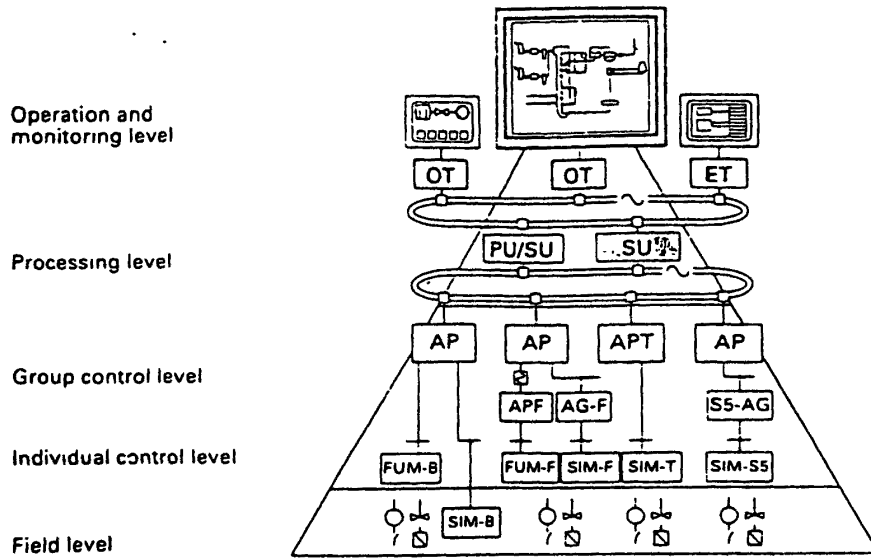 Operation and
monitoring level
OT
OT
ET
Processing level
PU/SU
SU
AP
AP
APT
AP
Group control level
APF
AG-F
S5-AG
Individual control level
FUM-B
FUM-F
SIM-F
SIM-T
SIM-S5
SIM-B
Field level